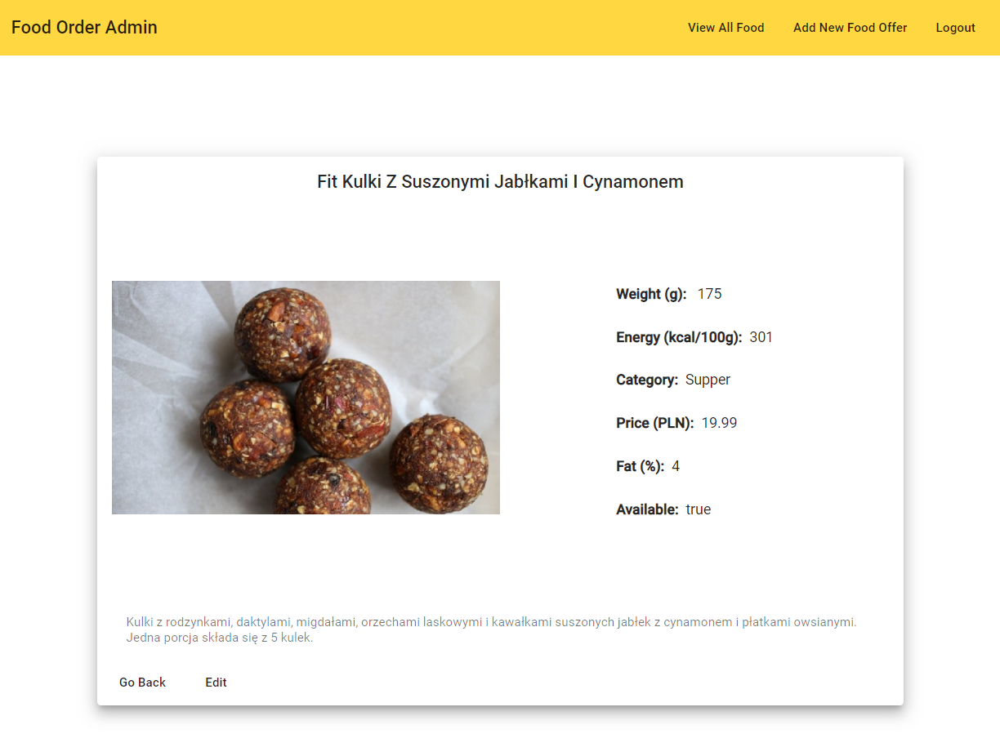 Food Order Admin
View All Food
Add New Food Offer
Logout
Fit Kulki Z Suszonymi Jabłkami I Cynamonem
Weight (g): 175
Energy (kcal/100g): 301
Category: Supper
Price (PLN): 19.99
Fat (%): 4
Available: true
Kulki z rodzynkami, daktylami, migdałami, orzechami laskowymi i kawałkami suszonych jabłek z cynamonem i płatkami owsianymi.
Jedna porcja składa się z 5 kulek.
Go Back
Edit